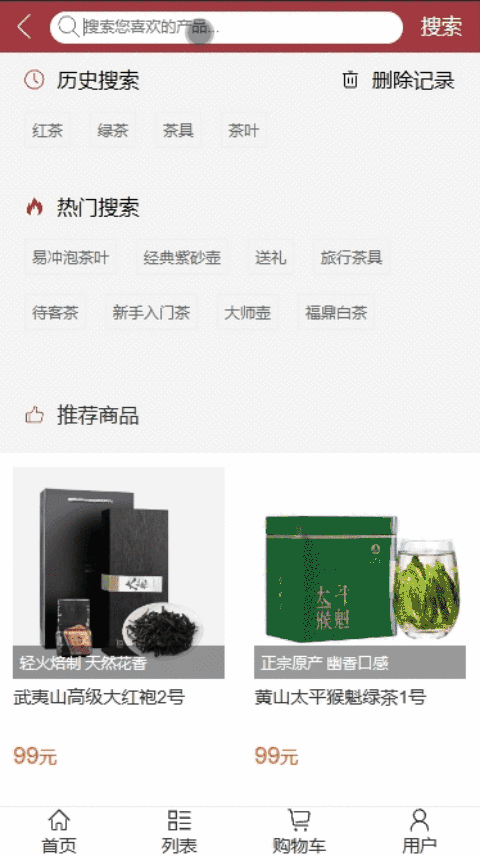 搜索您喜欢的产品... 搜索
历史搜索 删除记录
红茶 绿茶 茶具 茶叶
热门搜索
易冲泡茶叶 经典紫砂壶 送礼 旅行茶具
待客茶 新手入门茶 大师壶 福鼎白茶
推荐商品
太平猴魁
轻火焙制 天然花香 正宗原产 幽香口感
武夷山高级大红袍2号 黄山太平猴魁绿茶1号
99元 99元
首页 列表 购物车 用户